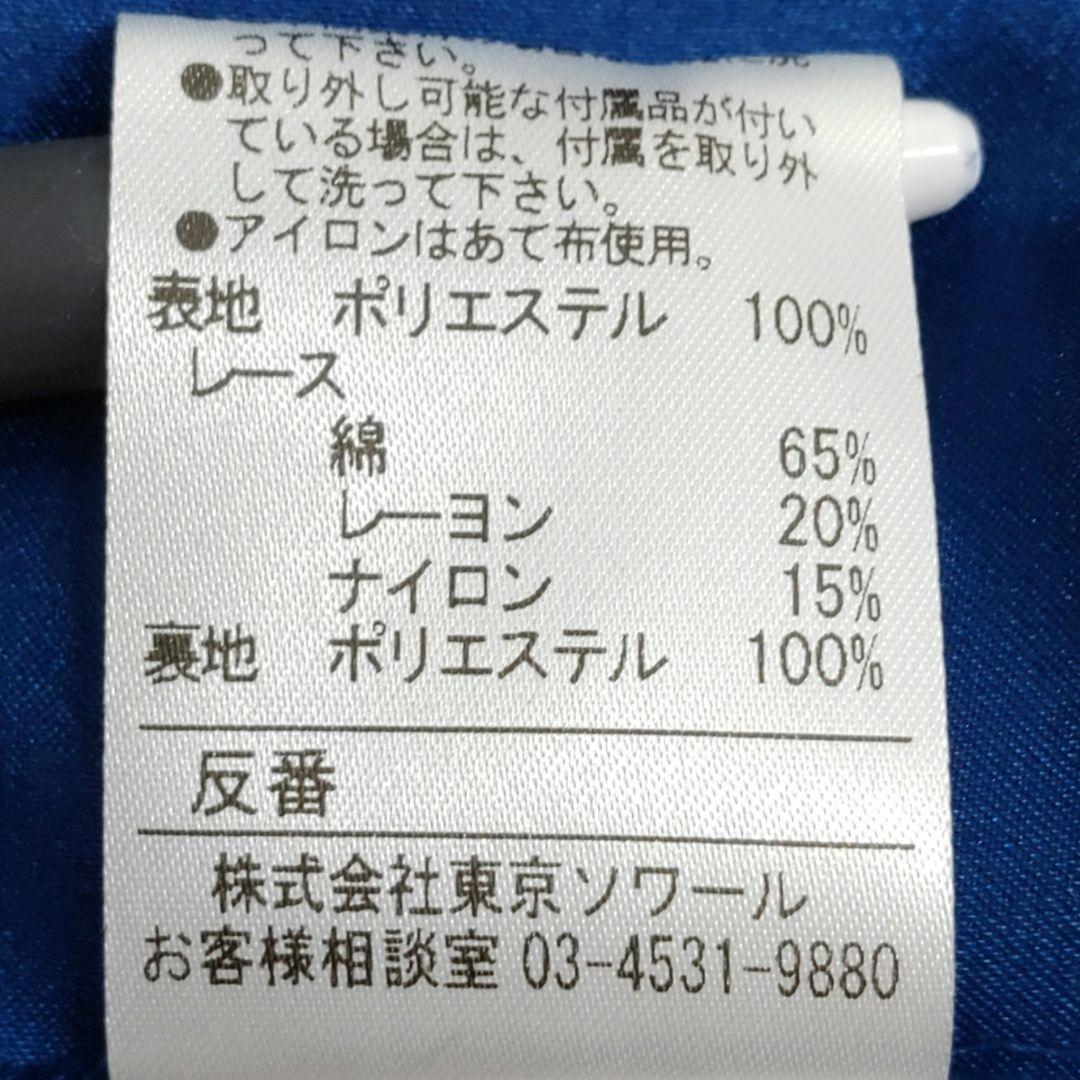 って下さい。
●取り外し可能な付属品が付い
ている場合は、付属を取り外
して洗って下さい。
●アイロンはあて布使用。
表地 ポリエステル 100%
レース
綿 65%
レーヨン 20%
ナイロン 15%
裏地 ポリエステル 100%
反番
株式会社東京ソワール
お客様相談室 03-4531-9880